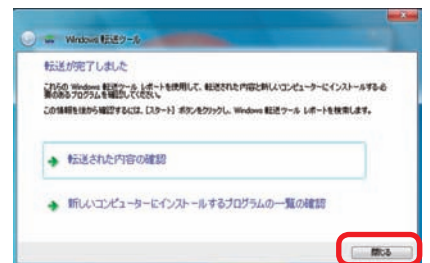 Windows 転送ツール
転送が完了しました
これらの Windows 転送ツール レポートを使用して、転送された内容と新しいコンピューターにインストールする必
要のあるプログラムを確認してください。
この情報を後から確認するには、[スタート] ボタンをクリックし、Windows 転送ツール レポートを検索します。
転送された内容の確認
新しいコンピューターにインストールするプログラムの一覧の確認
閉じる